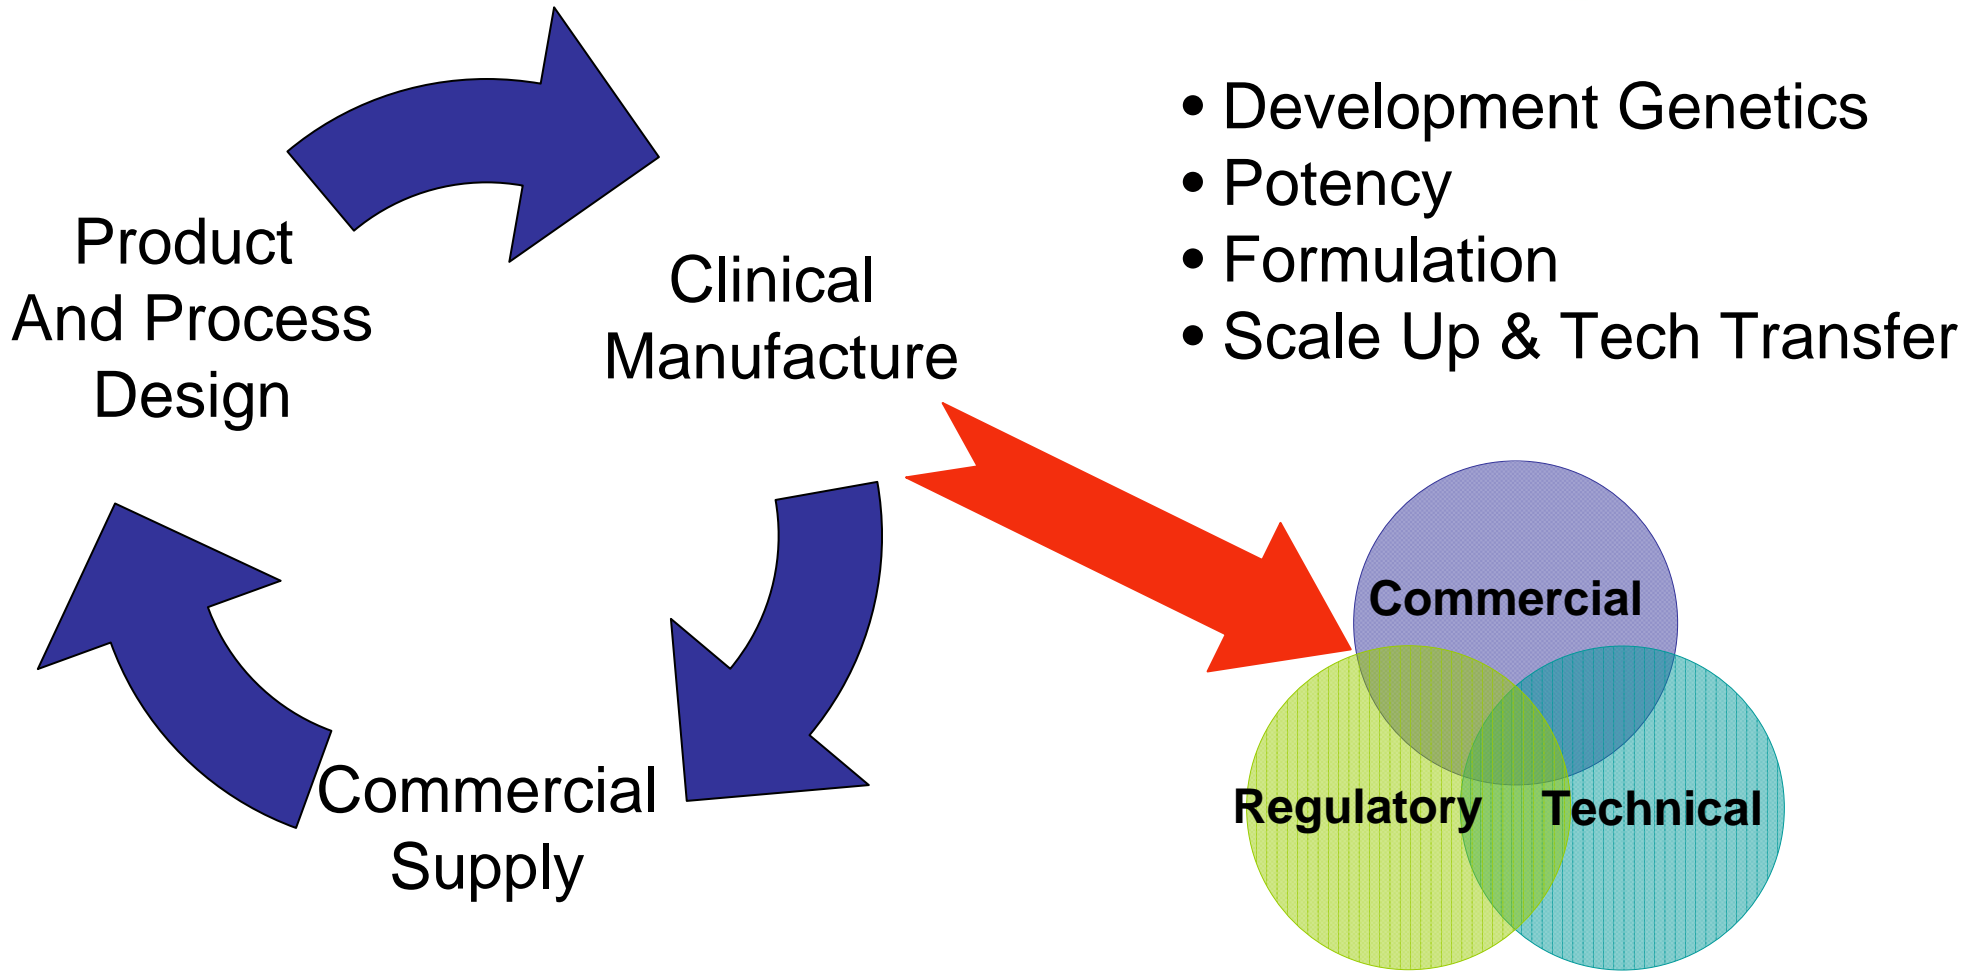 Product
And Process
Design
Clinical
Manufacture
Commercial
Supply
• Development Genetics
• Potency
• Formulation
• Scale Up & Tech Transfer
Commercial
Regulatory
Technical